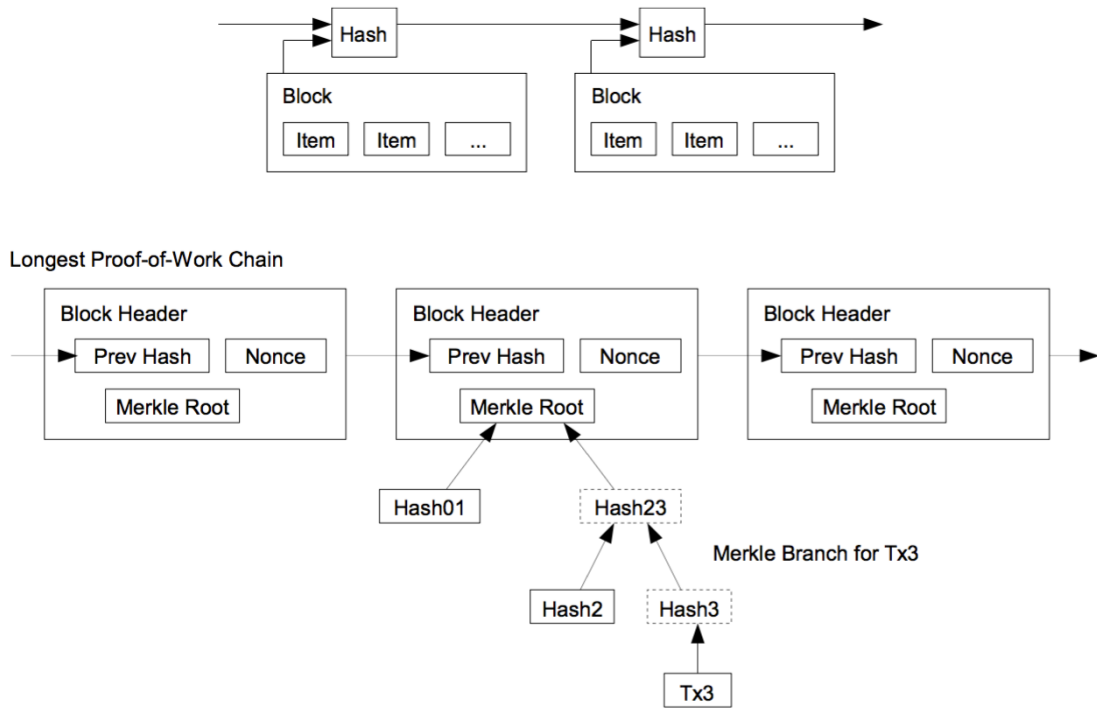 Hash Hash
Block Block
Item Item ... Item Item ...
Longest Proof-of-Work Chain
Block Header Block Header Block Header
Prev Hash Nonce Prev Hash Nonce Prev Hash Nonce
Merkle Root Merkle Root Merkle Root
Hash01 Hash23
Merkle Branch for Tx3
Hash2 Hash3
Tx3